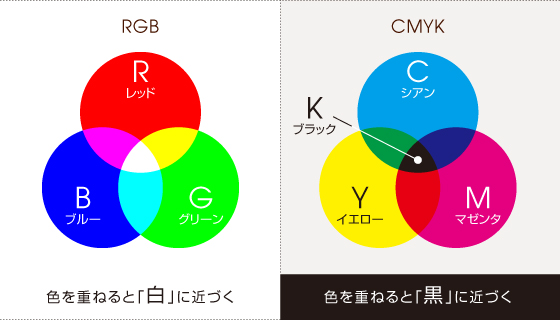 RGB
R
レッド
B
ブルー
G
グリーン
色を重ねると「白」に近づく
CMYK
C
シアン
K
ブラック
Y
イエロー
M
マゼンタ
色を重ねると「黒」に近づく